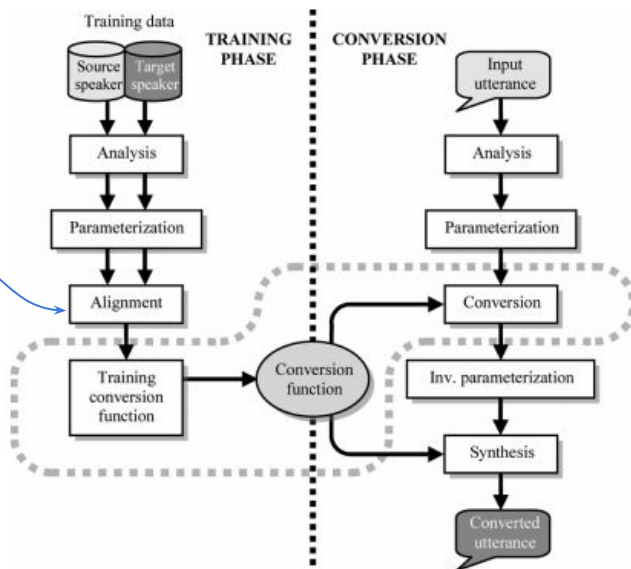 Training data
TRAINING
PHASE
CONVERSION
PHASE
Source
speaker
Target
speaker
Input
utterance
Analysis
Analysis
Parameterization
Parameterization
Alignment
Conversion
Training
conversion
function
Conversion
function
Inv. parameterization
Synthesis
Converted
utterance